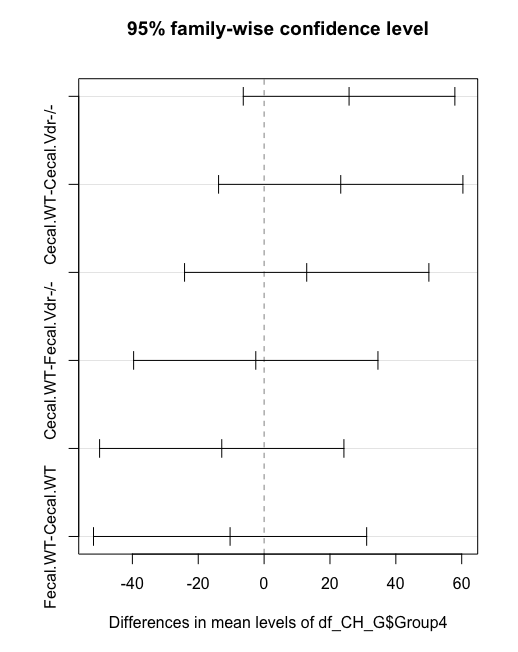 95% family-wise confidence level
Cecal.WT-Cecal.Vdr-/-
Cecal.WT-Fecal.Vdr-/-
Fecal.WT-Cecal.WT
-40 -20 0 20 40 60
Differences in mean levels of df_CH_G$Group4